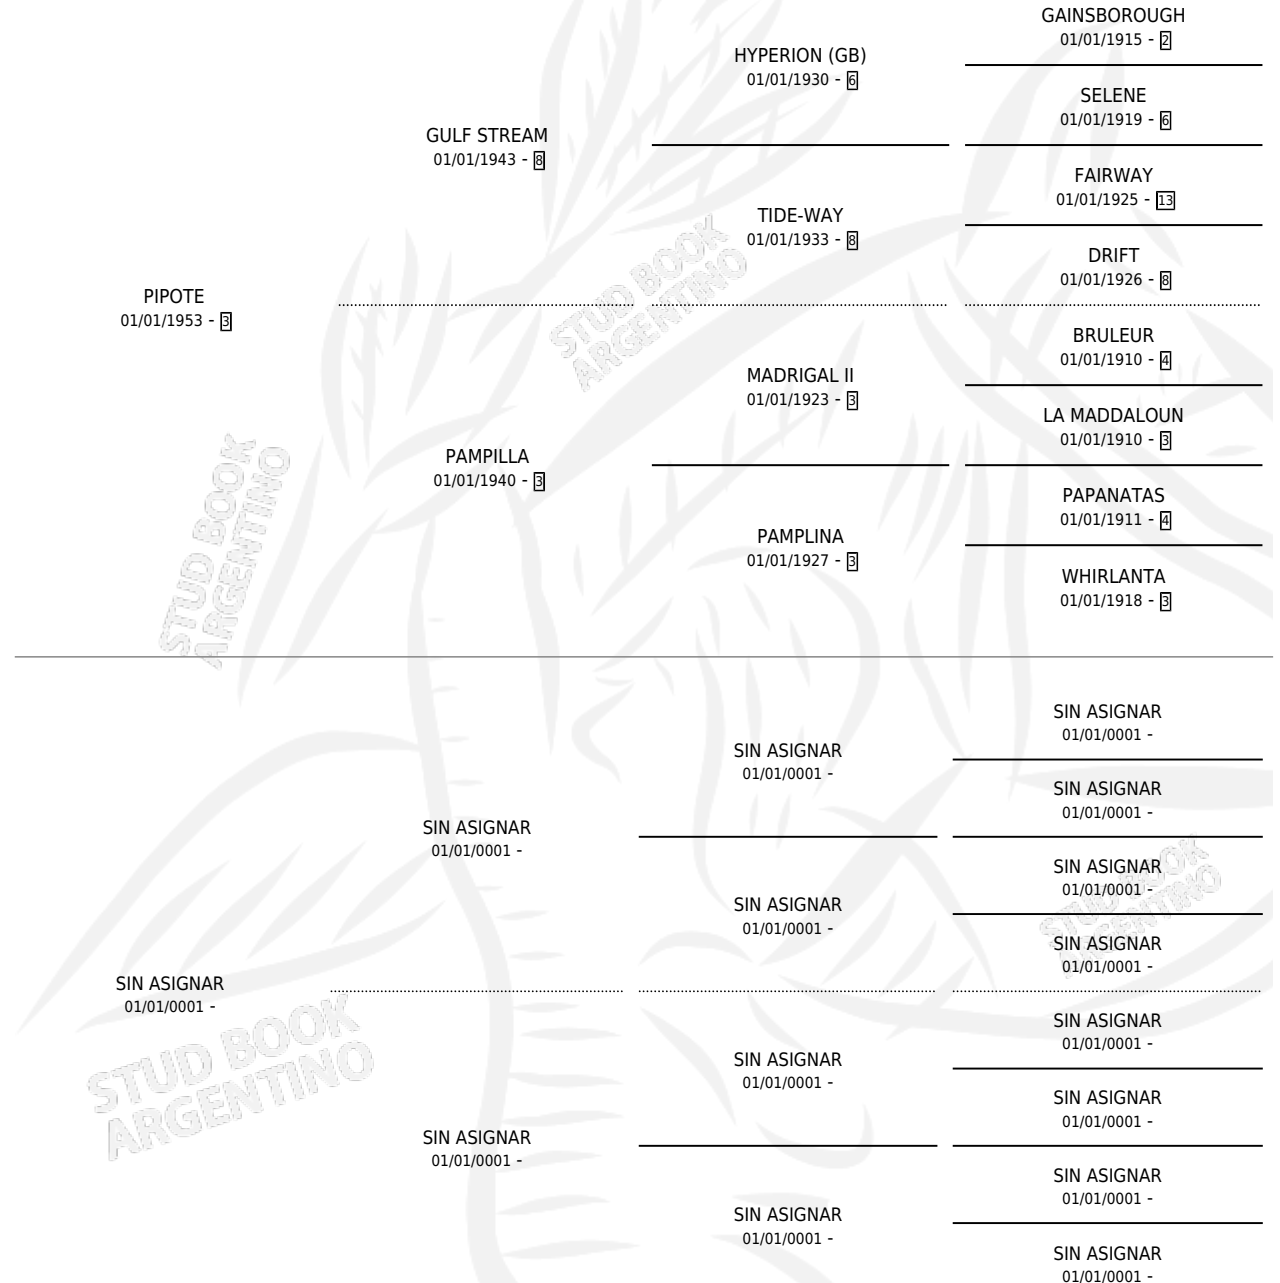 GAINSBOROUGH
01/01/1915 - 2
HYPERION (GB)
01/01/1930 - 6
SELENE
01/01/1919 - 6
GULF STREAM
01/01/1943 - 8
FAIRWAY
01/01/1925 - 13
TIDE-WAY
01/01/1933 - 8
DRIFT
01/01/1926 - 8
PIPOTE
01/01/1953 - 3
BRULEUR
01/01/1910 - 4
MADRIGAL II
01/01/1923 - 3
LA MADDALOUN
01/01/1910 - 3
PAMPILLA
01/01/1940 - 3
PAPANATAS
01/01/1911 - 4
PAMPLINA
01/01/1927 - 3
WHIRLANTA
01/01/1918 - 3
SIN ASIGNAR
01/01/0001 -
SIN ASIGNAR
01/01/0001 -
SIN ASIGNAR
01/01/0001 -
SIN ASIGNAR
01/01/0001 -
SIN ASIGNAR
01/01/0001 -
SIN ASIGNAR
01/01/0001 -
SIN ASIGNAR
01/01/0001 -
SIN ASIGNAR
01/01/0001 -
SIN ASIGNAR
01/01/0001 -
SIN ASIGNAR
01/01/0001 -
SIN ASIGNAR
01/01/0001 -
SIN ASIGNAR
01/01/0001 -
SIN ASIGNAR
01/01/0001 -
SIN ASIGNAR
01/01/0001 -
SIN ASIGNAR
01/01/0001 -
STUD BOOK
ARGENTINO
STUD BOOK
ARGENTINO
STUD BOOK
ARGENTINO
STUD BOOK
ARGENTINO